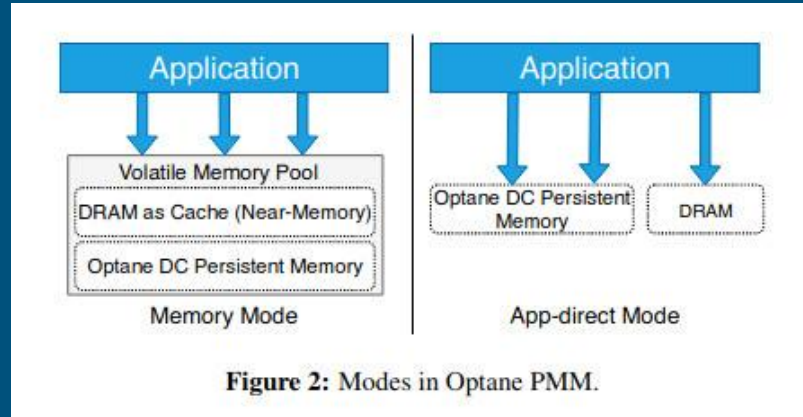 Application
Volatile Memory Pool
DRAM as Cache (Near-Memory)
Optane DC Persistent Memory
Memory Mode
Application
Optane DC Persistent
Memory
DRAM
App-direct Mode
Figure 2: Modes in Optane PMM.